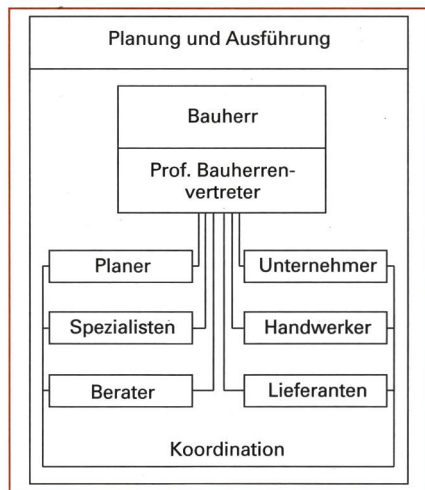 Planung und Ausführung
Bauherr
Prof. Bauherren-
vertreter
Planer
Unternehmer
Spezialisten
Handwerker
Berater
Lieferanten
Koordination